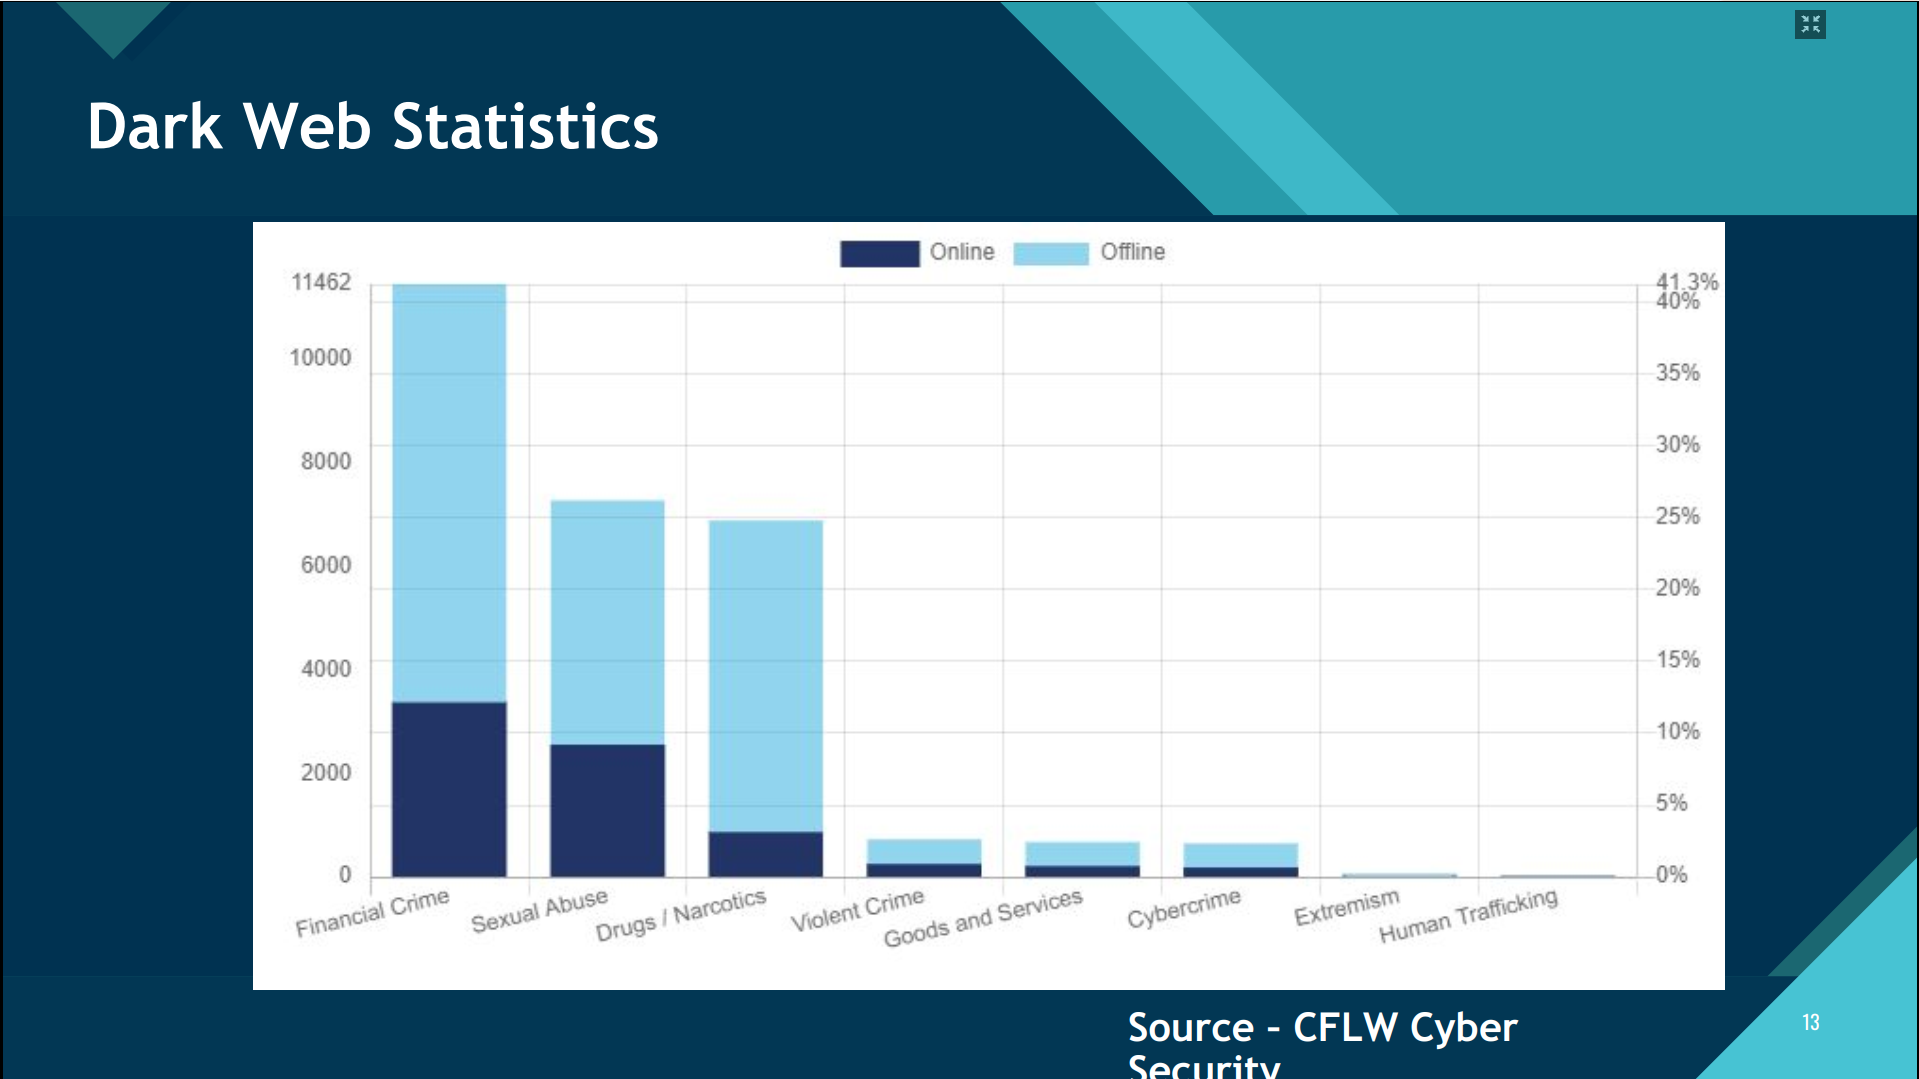 Dark Web Statistics
Online Offline
11462
10000
8000
6000
4000
2000
0
41.3%
40%
35%
30%
25%
20%
15%
10%
5%
0%
Financial Crime
Sexual Abuse
Drugs / Narcotics
Violent Crime
Goods and Services
Cybercrime
Extremism
Human Trafficking
Source – CFLW Cyber
Security
13